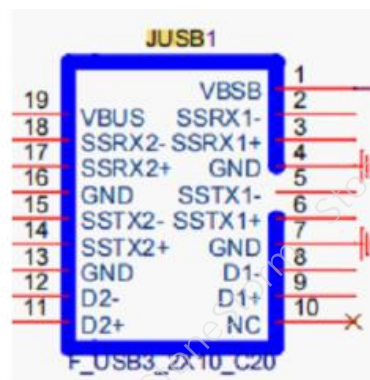 JUSB1
1
VBSB
2
19
VBUS SSRX1-
3
18
SSRX2- SSRX1+
4
17
SSRX2+ GND
5
16
GND SSTX1-
6
15
SSTX2- SSTX1+
7
14
SSTX2+ GND
8
13
GND D1-
9
12
D2- D1+
10
11
D2+ NC
F_USB3_2X10_C20